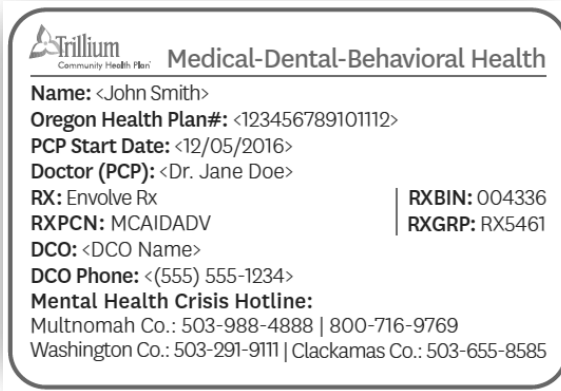 Trillium
Community Health Plan
Medical-Dental-Behavioral Health
Name: <John Smith>
Oregon Health Plan#: <123456789101112>
PCP Start Date: <12/05/2016>
Doctor (PCP): <Dr. Jane Doe>
RX: Envolve Rx | RXBIN: 004336
RXPCN: MCAIDADV | RXGRP: RX5461
DCO: <DCO Name>
DCO Phone: <(555) 555-1234>
Mental Health Crisis Hotline:
Multnomah Co.: 503-988-4888 | 800-716-9769
Washington Co.: 503-291-9111 | Clackamas Co.: 503-655-8585